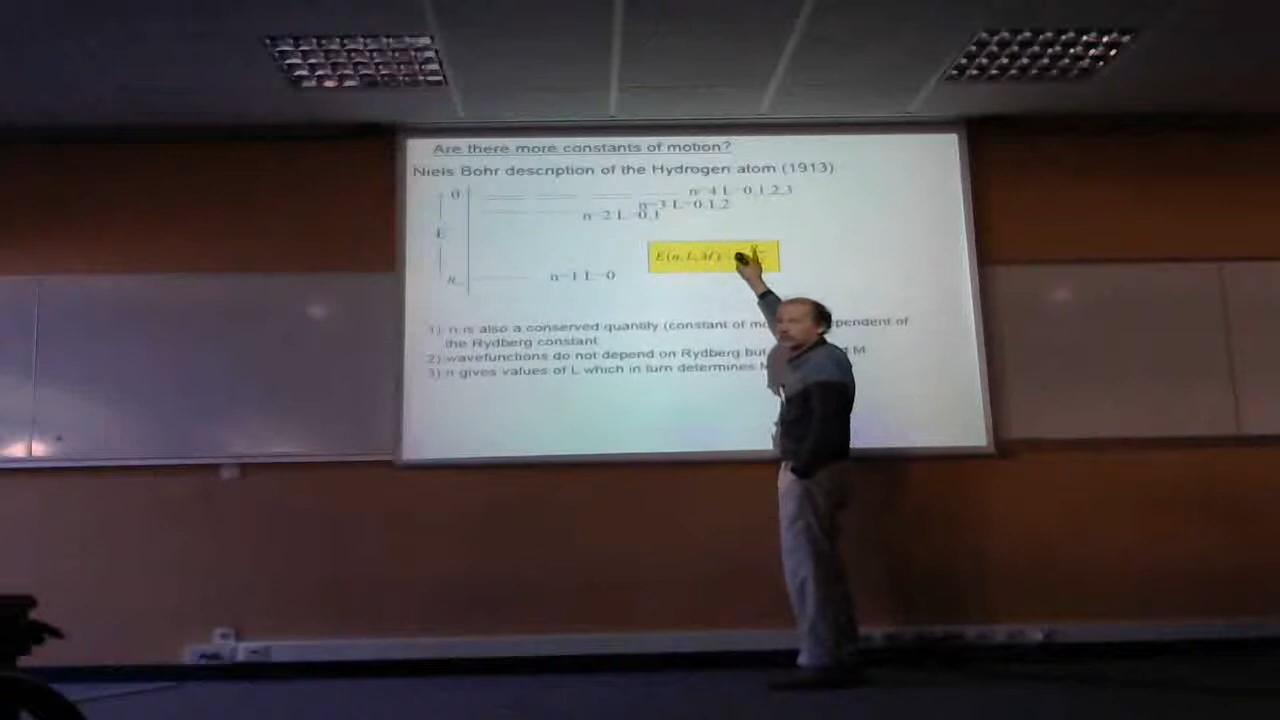 Are there more constants of motion?
Niels Bohr description of the Hydrogen atom (1913)
0
n=4 L=0,1,2,3
n=3 L=0,1,2
n=2 L=0,1
E
E(n,L,M)
n=1 L=0
1) n is also a conserved quantity (constant of
the Rydberg constant
2) wavefunctions do not depend on Rydberg but M
3) n gives values of L which in turn determines M